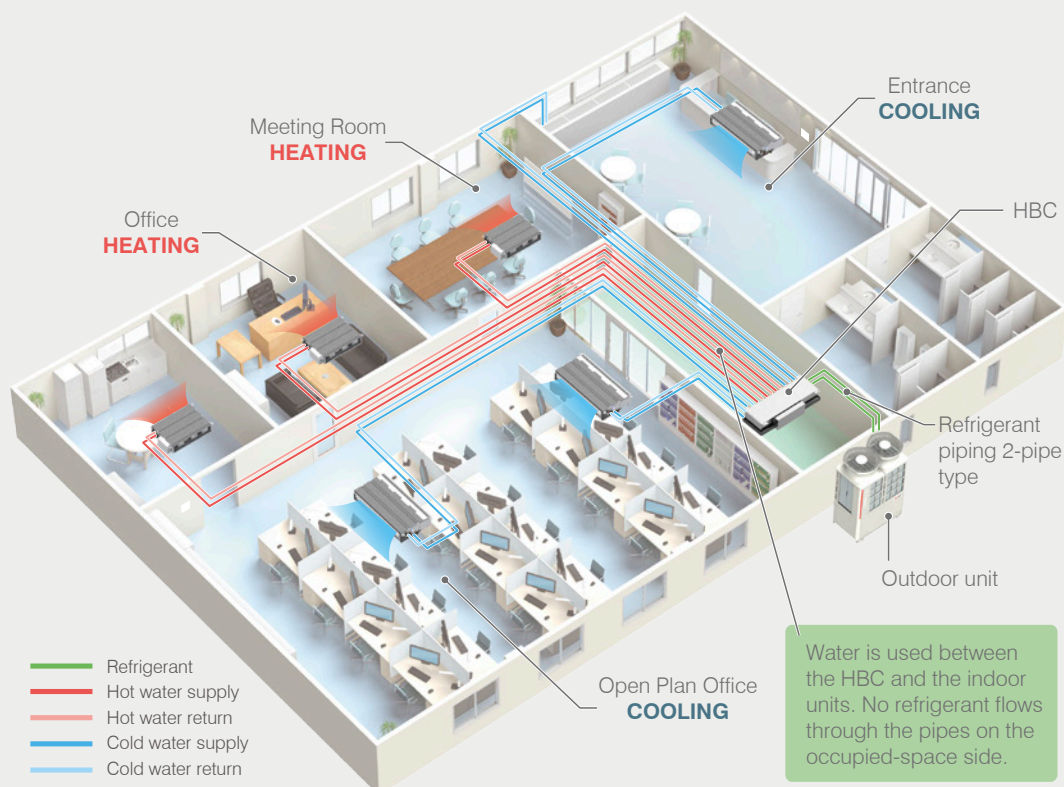 Entrance
COOLING
Meeting Room
HEATING
HBC
Office
HEATING
Refrigerant
piping 2-pipe
type
Outdoor unit
Water is used between
the HBC and the indoor
units. No refrigerant flows
through the pipes on the
occupied-space side.
Open Plan Office
COOLING
Refrigerant
Hot water supply
Hot water return
Cold water supply
Cold water return